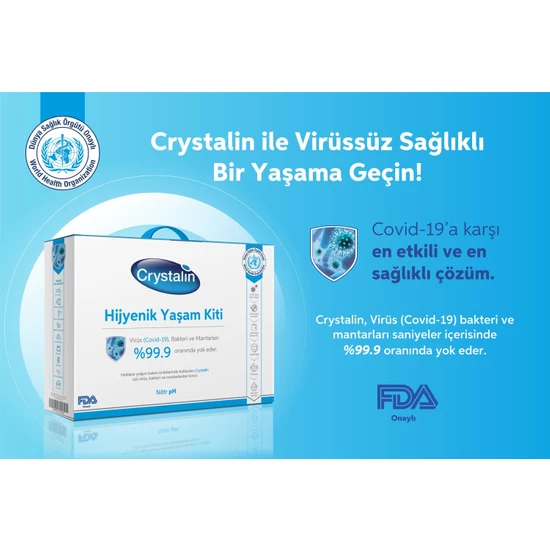 Dünya Sağlık Örgütü Onaylı
World Health Organization
Crystalin ile Virüssüz Sağlıklı
Bir Yaşama Geçin!
Covid-19'a karşı
en etkili ve en
sağlıklı çözüm.
Crystalin, Virüs (Covid-19) bakteri ve
mantarları saniyeler içerisinde
%99.9 oranında yok eder.
FDA
Onaylı
Crystalin
Hijyenik Yaşam Kiti
Virüs (Covid-19), Bakteri ve Mantarları
%99.9 oranında yok eder.
Nötr pH
FDA
Onaylı